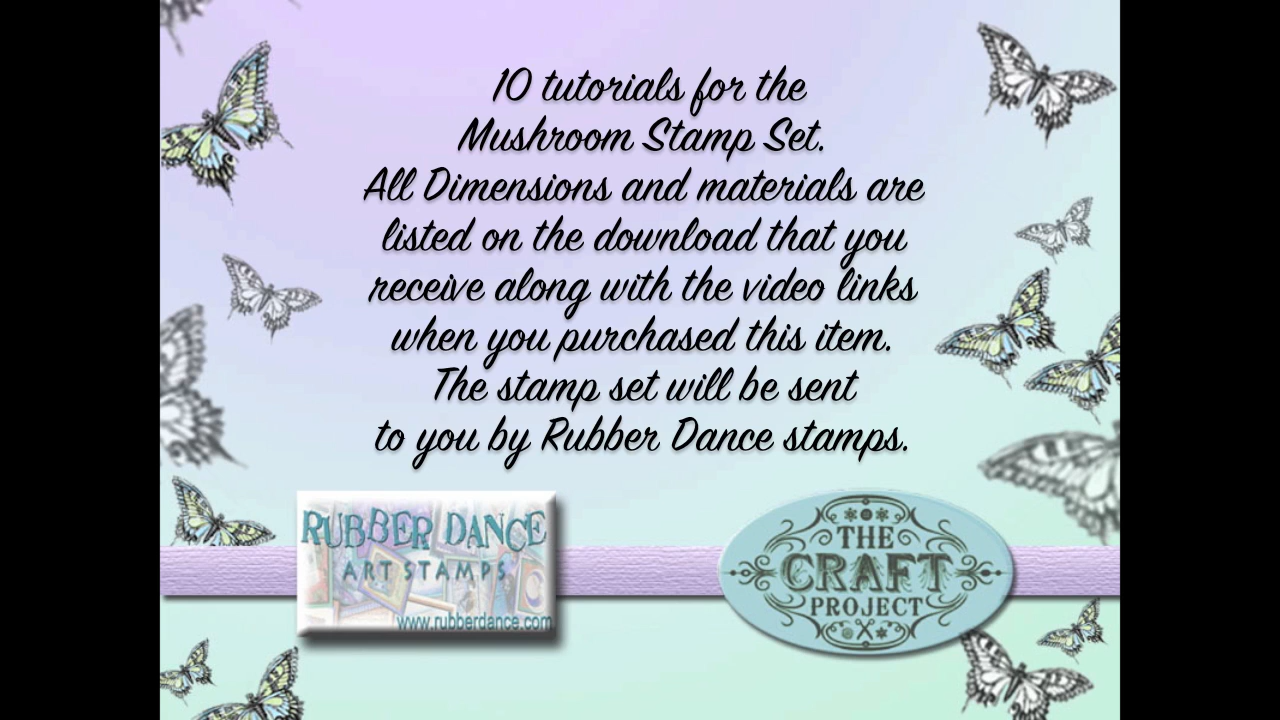 10 tutorials for the
Mushroom Stamp Set.
All Dimensions and materials are
listed on the download that you
receive along with the video links
when you purchased this item.
The stamp set will be sent
to you by Rubber Dance stamps.
RUBBER DANCE
ART STAMPS
www.rubberdance.com
THE
CRAFT
PROJECT